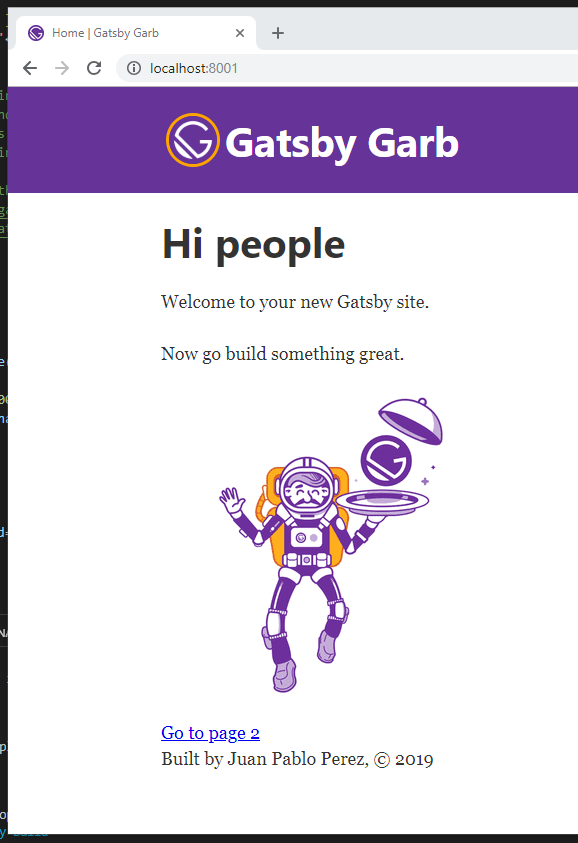 Home | Gatsby Garb
localhost:8001
Gatsby Garb
Hi people
Welcome to your new Gatsby site.
Now go build something great.
Go to page 2
Built by Juan Pablo Perez, © 2019